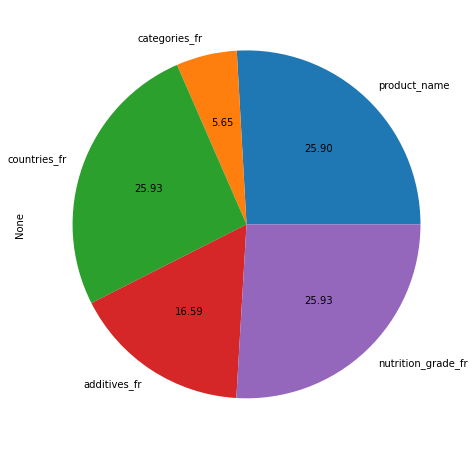 categories_fr
product_name
5.65
25.90
countries_fr
25.93
None
16.59
25.93
additives_fr
nutrition_grade_fr